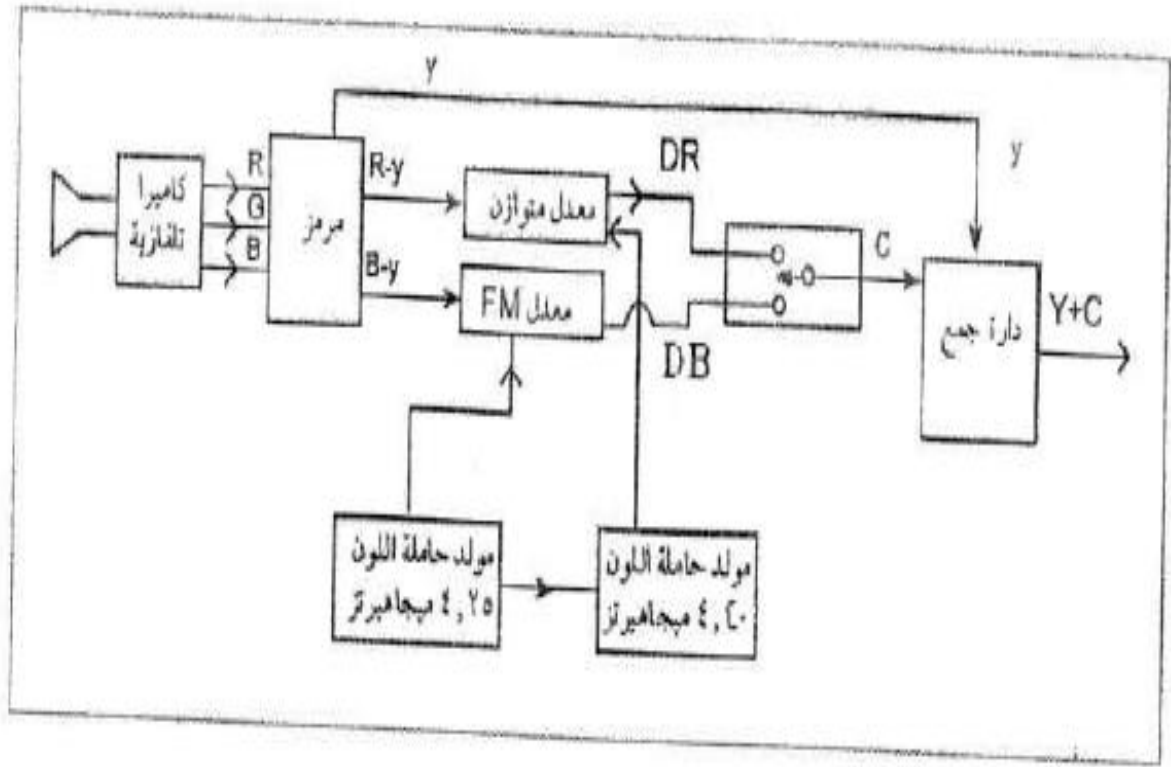 y
y
كاميرا
تلفازية
R
G
B
مرمز
R-y
B-y
معدل متوازن
معدل FM
DR
DB
C
دارة جمع
Y+C
مولد حاملة اللون
٤,٢٥ ميجاهيرتز
مولد حاملة اللون
٤,٤٠ ميجاهيرتز